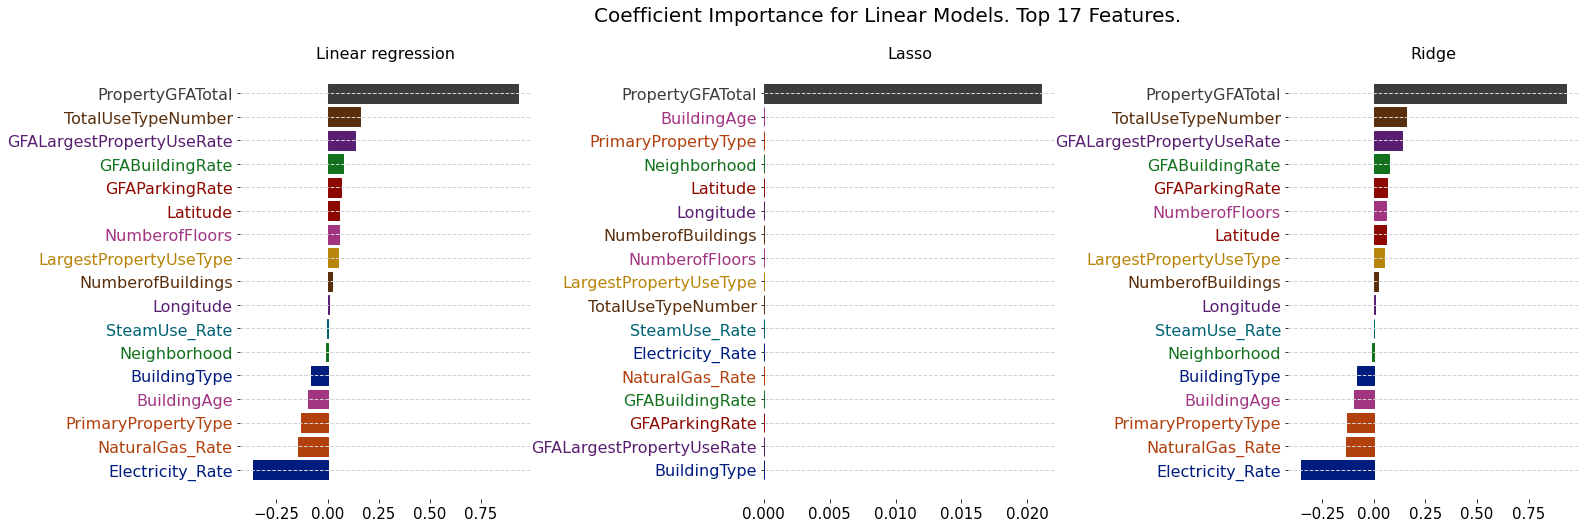 Coefficient Importance for Linear Models. Top 17 Features.
Linear regression
PropertyGFATotal
TotalUseTypeNumber
GFALargestPropertyUseRate
GFABuildingRate
GFAParkingRate
Latitude
NumberofFloors
LargestPropertyUseType
NumberofBuildings
Longitude
SteamUse_Rate
Neighborhood
BuildingType
BuildingAge
PrimaryPropertyType
NaturalGas_Rate
Electricity_Rate
−0.25 0.00 0.25 0.50 0.75
Lasso
PropertyGFATotal
BuildingAge
PrimaryPropertyType
Neighborhood
Latitude
Longitude
NumberofBuildings
NumberofFloors
LargestPropertyUseType
TotalUseTypeNumber
SteamUse_Rate
Electricity_Rate
NaturalGas_Rate
GFABuildingRate
GFAParkingRate
GFALargestPropertyUseRate
BuildingType
0.000 0.005 0.010 0.015 0.020
Ridge
PropertyGFATotal
TotalUseTypeNumber
GFALargestPropertyUseRate
GFABuildingRate
GFAParkingRate
NumberofFloors
Latitude
LargestPropertyUseType
NumberofBuildings
Longitude
SteamUse_Rate
Neighborhood
BuildingType
BuildingAge
PrimaryPropertyType
NaturalGas_Rate
Electricity_Rate
−0.25 0.00 0.25 0.50 0.75